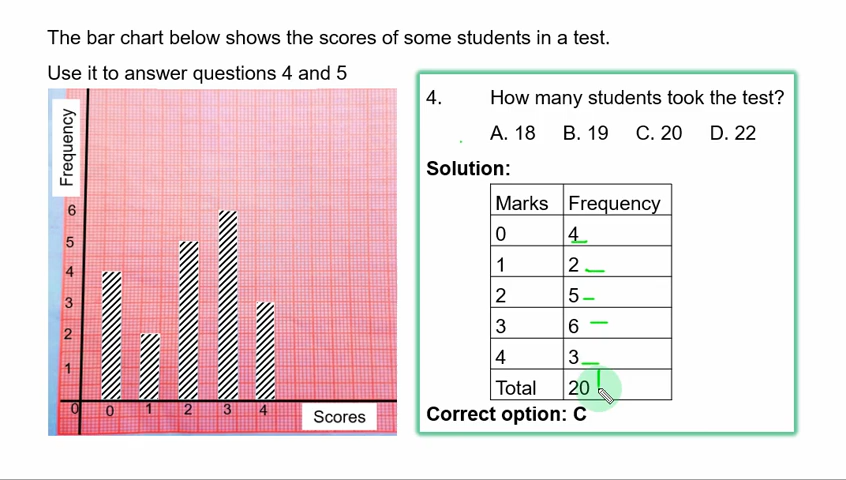 The bar chart below shows the scores of some students in a test.
Use it to answer questions 4 and 5
Frequency
6
5
4
3
2
1
0
0 1 2 3 4
Scores
4. How many students took the test?
A. 18 B. 19 C. 20 D. 22
Solution:
Marks Frequency
0 4
1 2
2 5
3 6
4 3
Total 20
Correct option: C